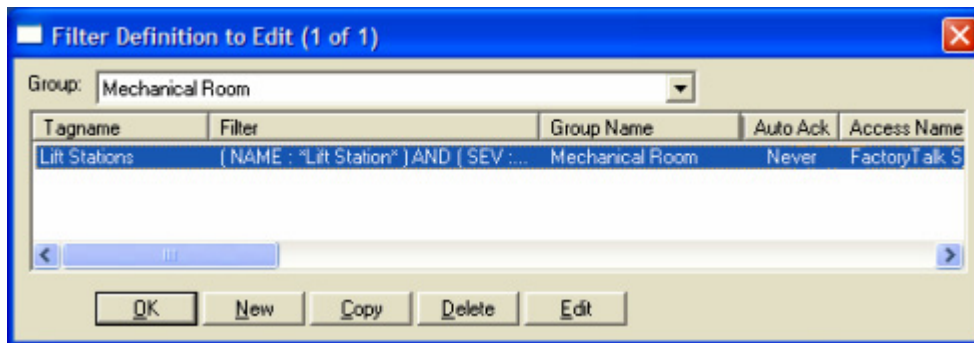 Filter Definition to Edit (1 of 1)
Group: Mechanical Room
Tagname Filter Group Name Auto Ack Access Name
Lift Stations ( NAME : "Lift Station*" ) AND ( SEV :... Mechanical Room Never FactoryTalk S
OK New Copy Delete Edit